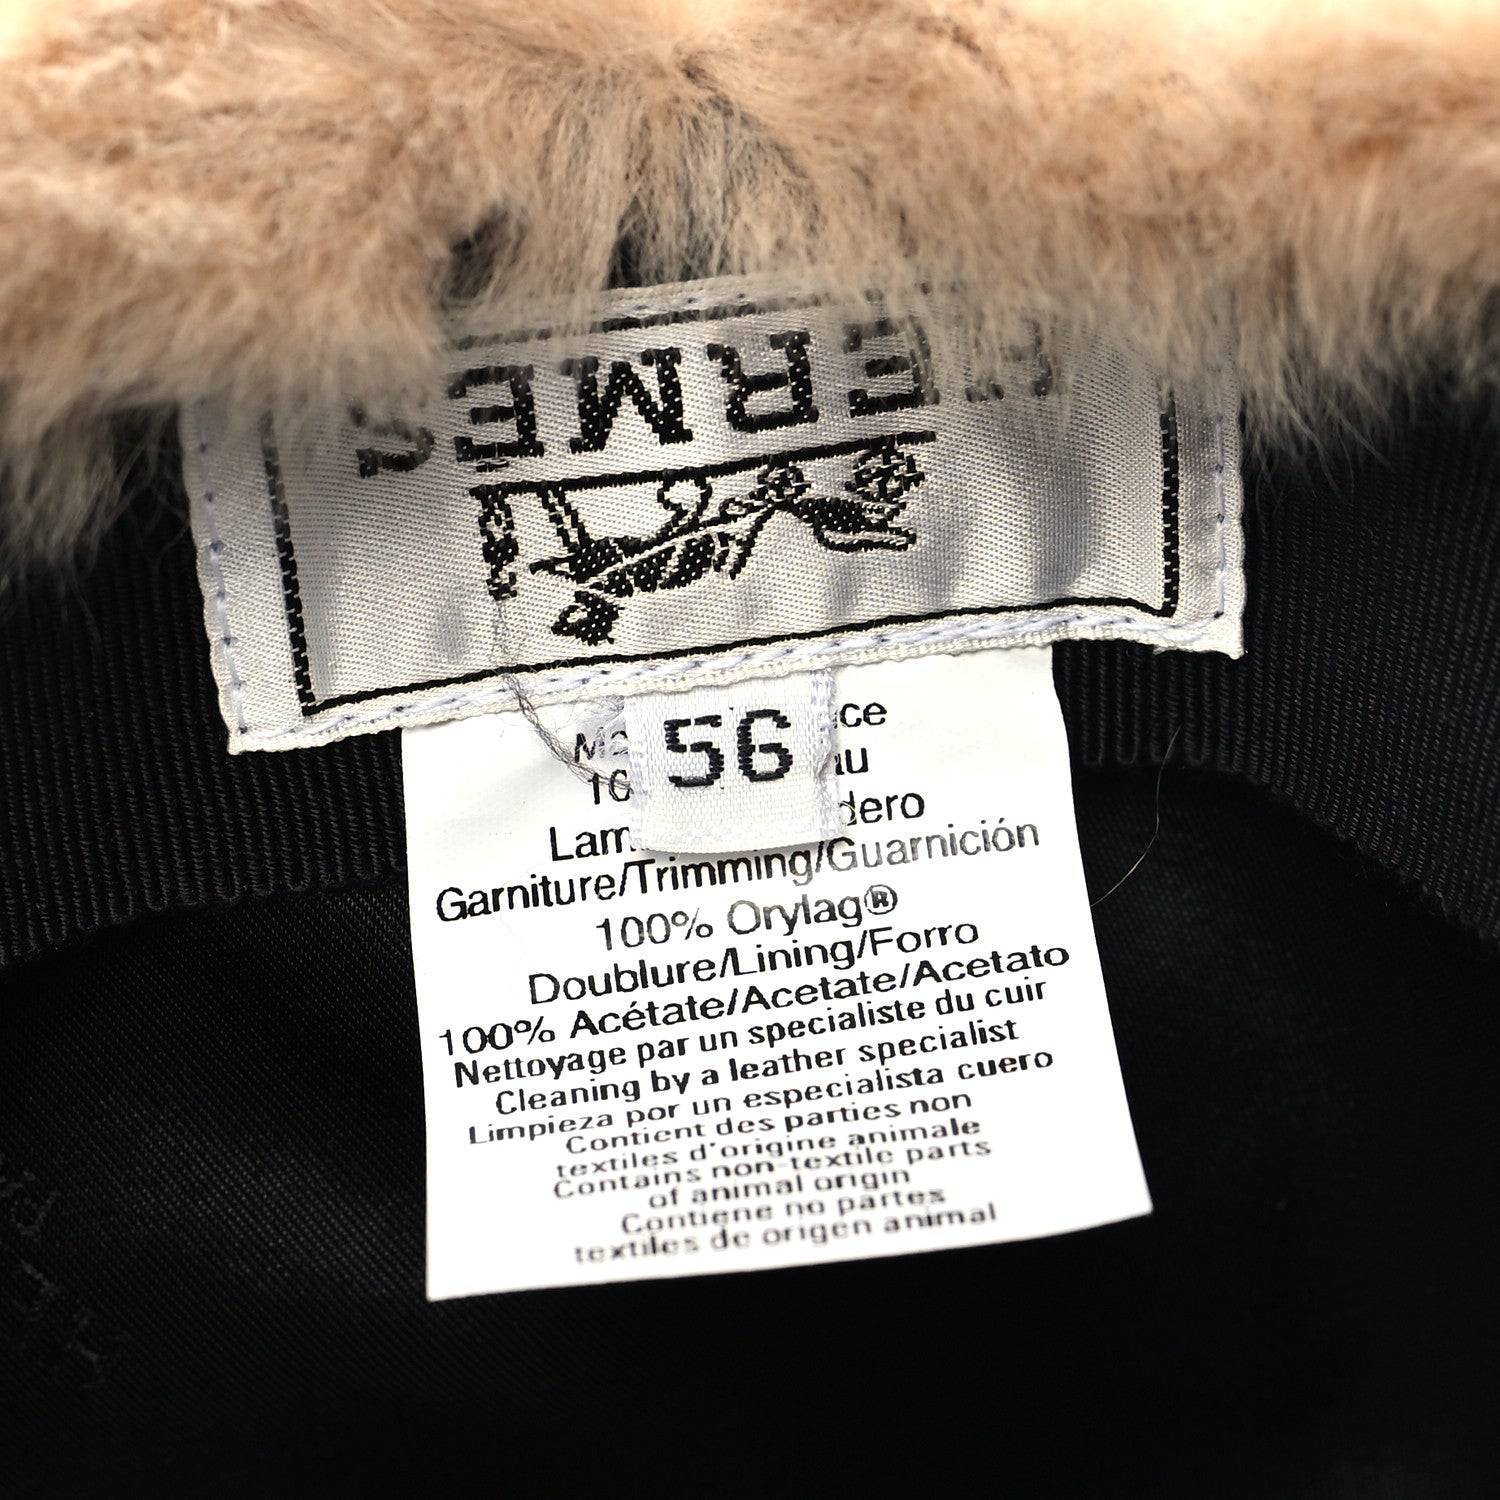 HERMÈS
56
Garniture/Trimming/Guarnición
100% Orylag®
Doublure/Lining/Forro
100% Acétate/Acetate/Acetato
Nettoyage par un specialiste du cuir
Cleaning by a leather specialist
Limpieza por un especialista cuero
Contient des parties non
textiles d'origine animale
Contains non-textile parts
of animal origin
Contiene no partes
textiles de origen animal